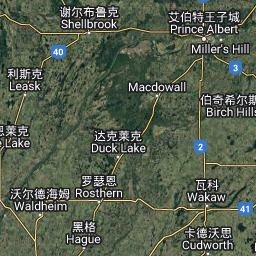 谢尔布鲁克
Shellbrook
艾伯特王子城
Prince Albert
Miller's Hill
40
3
利斯克
Leask
Macdowall
伯奇希尔斯
Birch Hills
达克莱克
Duck Lake
2
罗瑟恩
Rosthern
沃尔德海姆
Waldheim
瓦科
Wakaw
41
黑格
Hague
卡德沃思
Cudworth